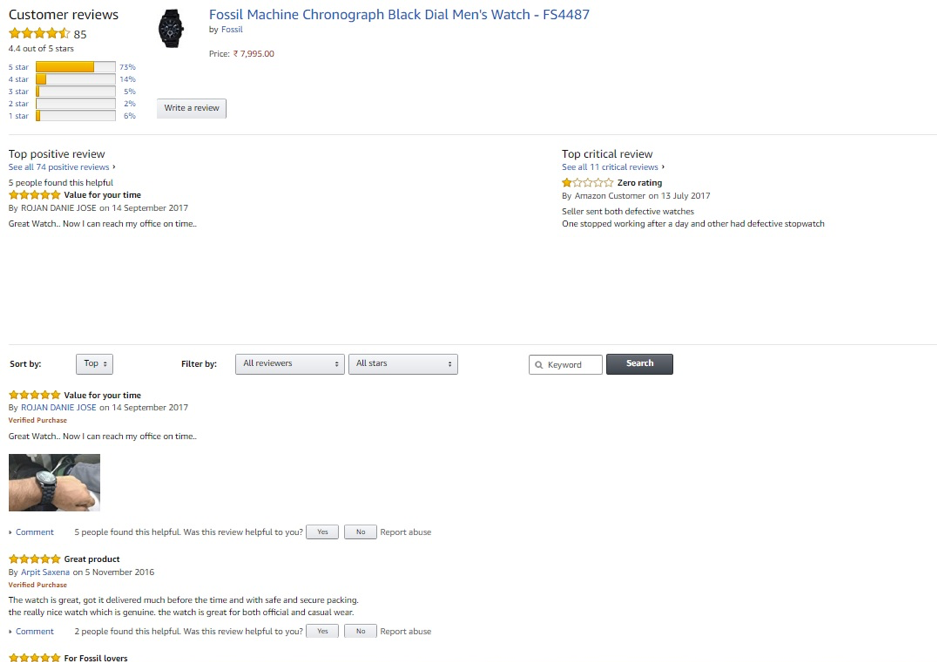 Customer reviews
85
4.4 out of 5 stars
5 star 73%
4 star 14%
3 star 5%
2 star 2%
1 star 6%
Fossil Machine Chronograph Black Dial Men's Watch - FS4487
by Fossil
Price: ₹ 7,995.00
Write a review
Top positive review
See all 74 positive reviews ›
5 people found this helpful
Value for your time
By ROJAN DANIE JOSE on 14 September 2017
Great Watch.. Now I can reach my office on time..
Top critical review
See all 11 critical reviews ›
Zero rating
By Amazon Customer on 13 July 2017
Seller sent both defective watches
One stopped working after a day and other had defective stopwatch
Sort by: Top Filter by: All reviewers All stars Keyword Search
Value for your time
By ROJAN DANIE JOSE on 14 September 2017
Verified Purchase
Great Watch.. Now I can reach my office on time..
Comment 5 people found this helpful. Was this review helpful to you? Yes No Report abuse
Great product
By Arpit Saxena on 5 November 2016
Verified Purchase
The watch is great, got it delivered much before the time and with safe and secure packing.
the really nice watch which is genuine. the watch is great for both official and casual wear.
Comment 2 people found this helpful. Was this review helpful to you? Yes No Report abuse
For Fossil lovers